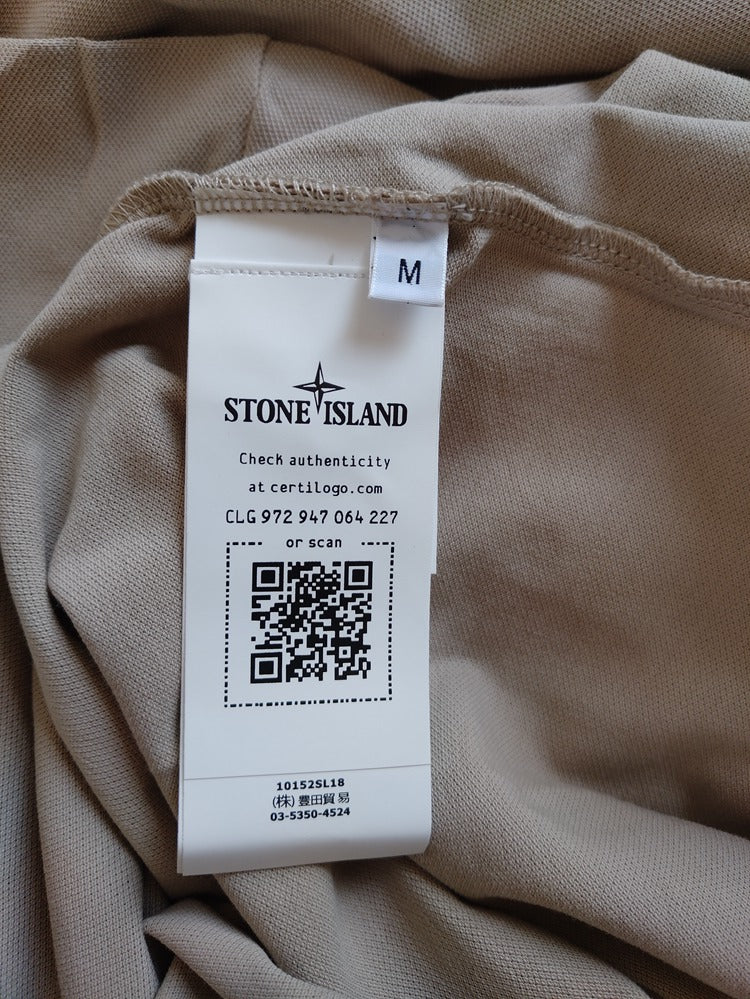 M
STONE ISLAND
Check authenticity
at certilogo.com
CLG 972 947 064 227
or scan
10152SL18
(株) 豊田貿易
03-5350-4524